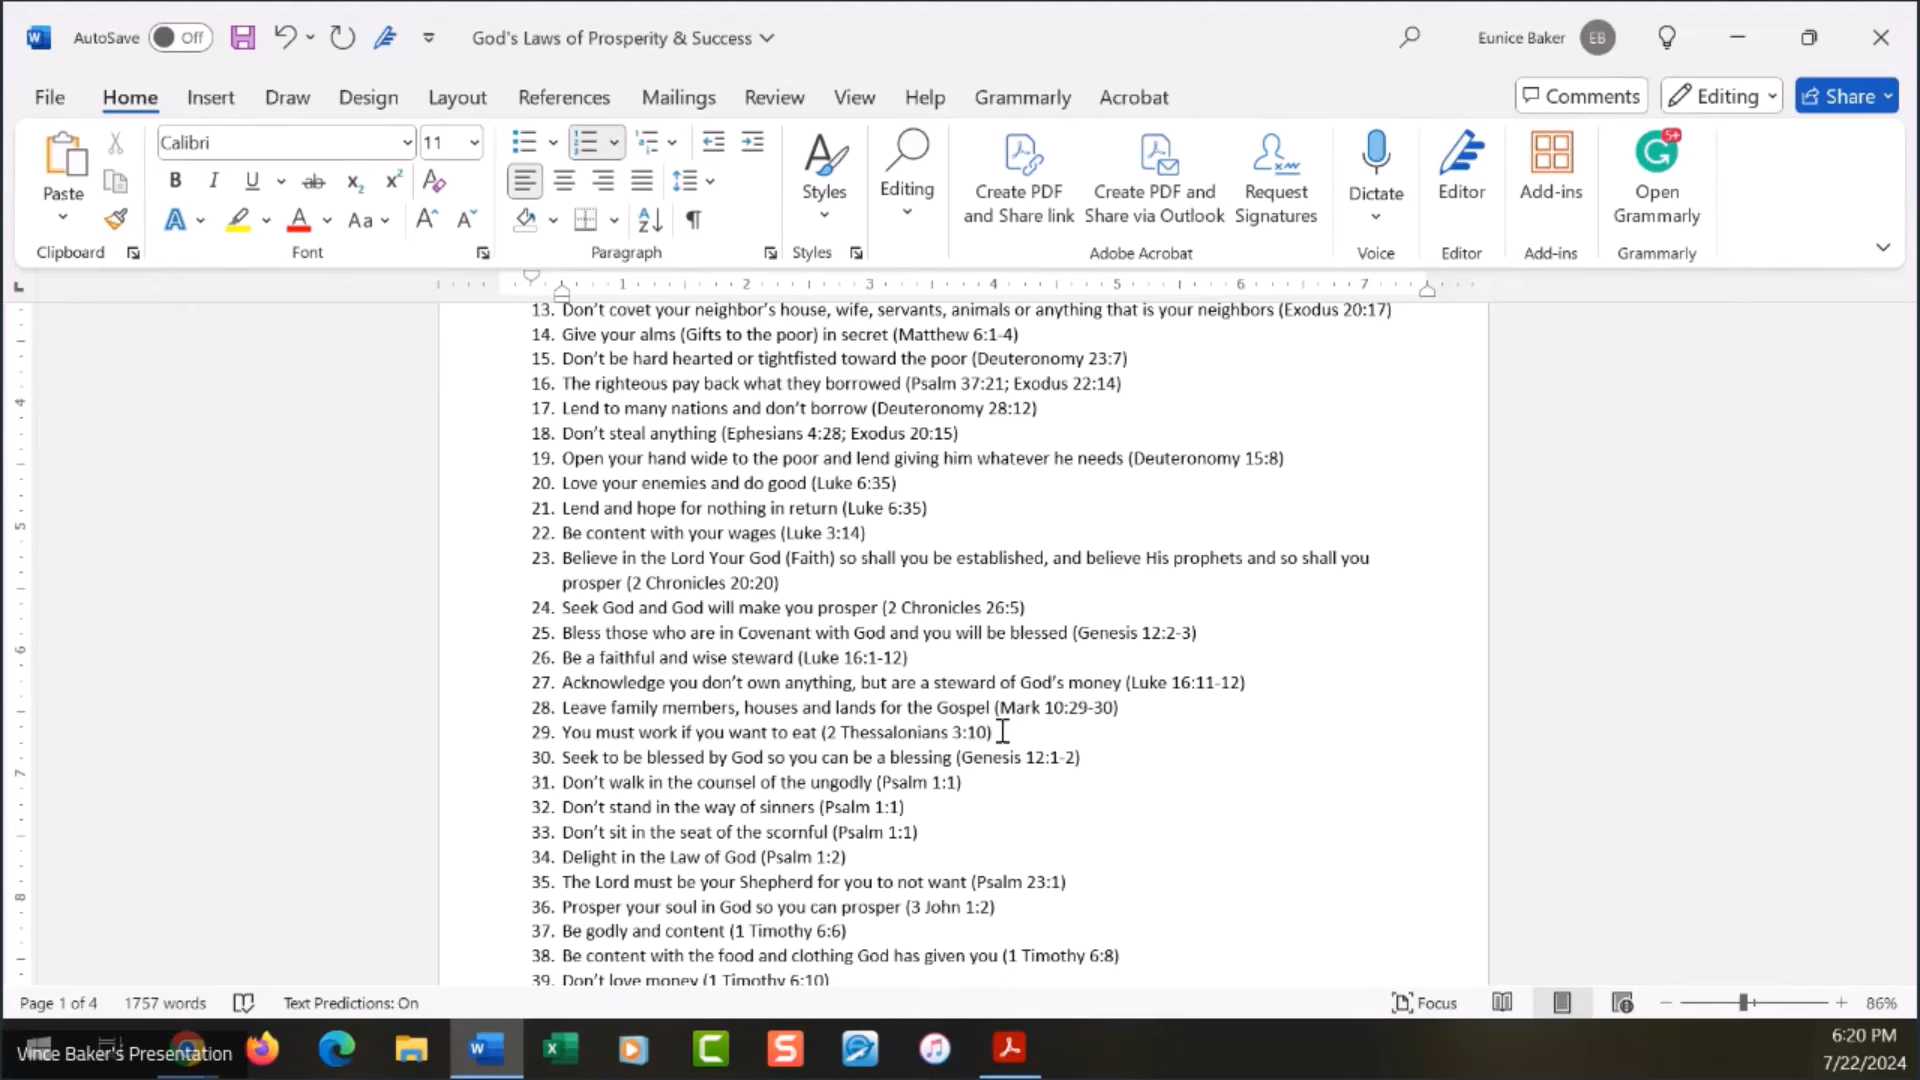 AutoSave Off God's Laws of Prosperity & Success Eunice Baker EB
File Home Insert Draw Design Layout References Mailings Review View Help Grammarly Acrobat Comments Editing Share
Calibri 11
Paste Styles Editing Create PDF and Share link Create PDF and Share via Outlook Request Signatures Dictate Editor Add-ins Open Grammarly 5+
Clipboard Font Paragraph Styles Adobe Acrobat Voice Editor Add-ins Grammarly
1 2 3 4 5 6 7
13. Don’t covet your neighbor’s house, wife, servants, animals or anything that is your neighbors (Exodus 20:17)
14. Give your alms (Gifts to the poor) in secret (Matthew 6:1-4)
15. Don’t be hard hearted or tightfisted toward the poor (Deuteronomy 23:7)
16. The righteous pay back what they borrowed (Psalm 37:21; Exodus 22:14)
17. Lend to many nations and don’t borrow (Deuteronomy 28:12)
18. Don’t steal anything (Ephesians 4:28; Exodus 20:15)
19. Open your hand wide to the poor and lend giving him whatever he needs (Deuteronomy 15:8)
20. Love your enemies and do good (Luke 6:35)
21. Lend and hope for nothing in return (Luke 6:35)
22. Be content with your wages (Luke 3:14)
23. Believe in the Lord Your God (Faith) so shall you be established, and believe His prophets and so shall you
prosper (2 Chronicles 20:20)
24. Seek God and God will make you prosper (2 Chronicles 26:5)
25. Bless those who are in Covenant with God and you will be blessed (Genesis 12:2-3)
26. Be a faithful and wise steward (Luke 16:1-12)
27. Acknowledge you don’t own anything, but are a steward of God’s money (Luke 16:11-12)
28. Leave family members, houses and lands for the Gospel (Mark 10:29-30)
29. You must work if you want to eat (2 Thessalonians 3:10)
30. Seek to be blessed by God so you can be a blessing (Genesis 12:1-2)
31. Don’t walk in the counsel of the ungodly (Psalm 1:1)
32. Don’t stand in the way of sinners (Psalm 1:1)
33. Don’t sit in the seat of the scornful (Psalm 1:1)
34. Delight in the Law of God (Psalm 1:2)
35. The Lord must be your Shepherd for you to not want (Psalm 23:1)
36. Prosper your soul in God so you can prosper (3 John 1:2)
37. Be godly and content (1 Timothy 6:6)
38. Be content with the food and clothing God has given you (1 Timothy 6:8)
39. Don’t love money (1 Timothy 6:10)
Page 1 of 4 1757 words Text Predictions: On Focus 86%
Vince Baker's Presentation
6:20 PM
7/22/2024